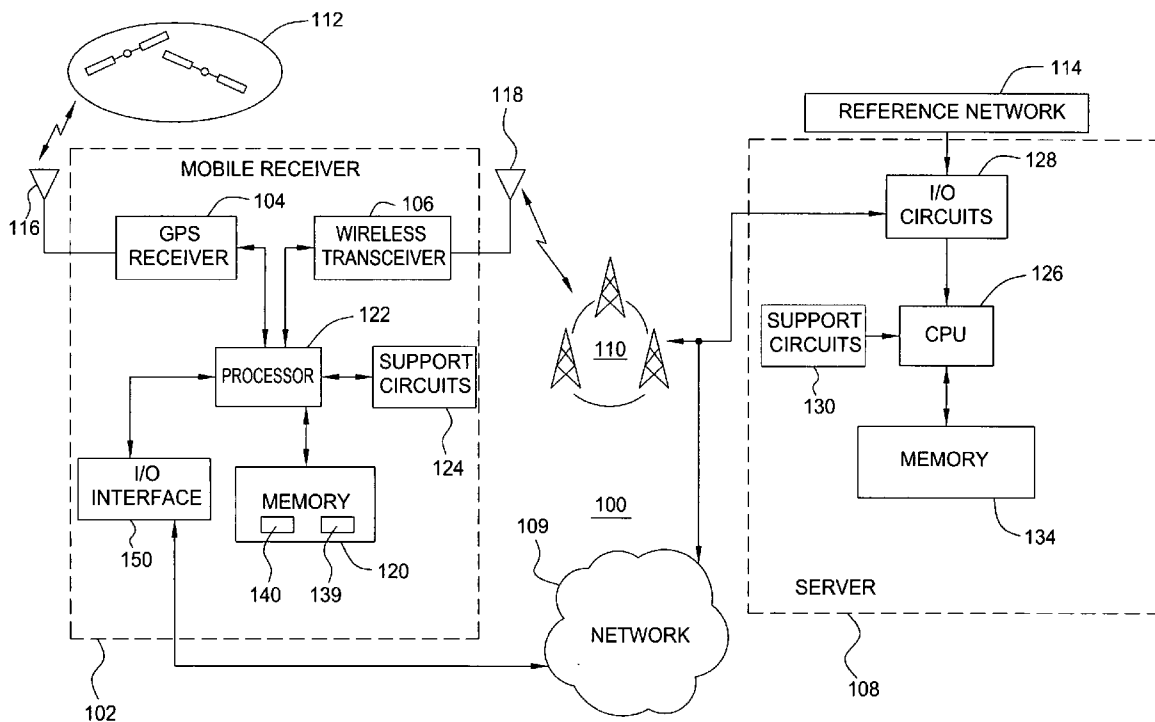 112
118
114
REFERENCE NETWORK
MOBILE RECEIVER
128
116
104
106
I/O
CIRCUITS
GPS
RECEIVER
WIRELESS
TRANSCEIVER
126
122
110
SUPPORT
CIRCUITS
CPU
PROCESSOR
SUPPORT
CIRCUITS
130
124
I/O
INTERFACE
MEMORY
MEMORY
100
109
150
140
139
120
134
SERVER
NETWORK
102
108